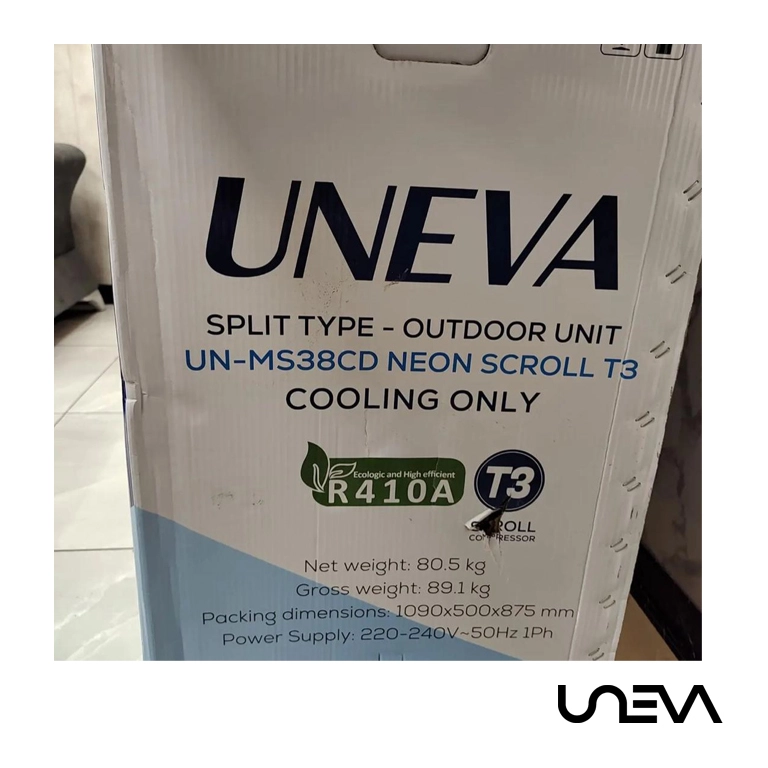 UNEVA
SPLIT TYPE - OUTDOOR UNIT
UN-MS38CD NEON SCROLL T3
COOLING ONLY
Ecologic and High efficient
R410A
T3
SCROLL
COMPRESSOR
Net weight: 80.5 kg
Gross weight: 89.1 kg
Packing dimensions: 1090x500x875 mm
Power Supply: 220-240V~50Hz 1Ph
UNEVA